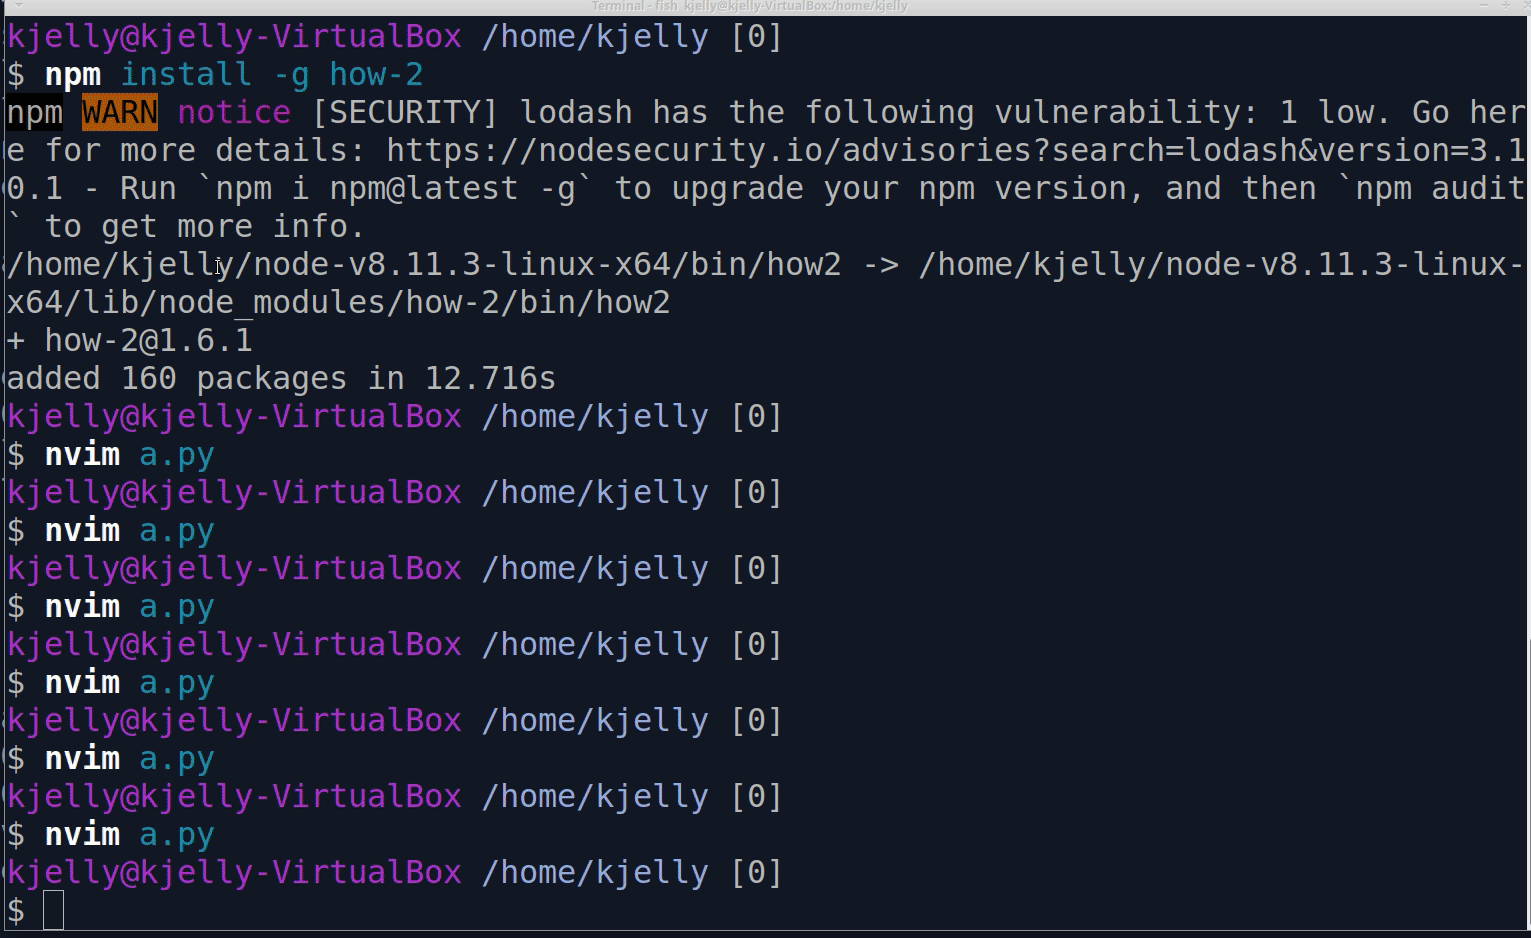 Terminal - fish kjelly@kjelly-VirtualBox:/home/kjelly
kjelly@kjelly-VirtualBox /home/kjelly [0]
$ npm install -g how-2
npm WARN notice [SECURITY] lodash has the following vulnerability: 1 low. Go her
e for more details: https://nodesecurity.io/advisories?search=lodash&version=3.1
0.1 - Run `npm i npm@latest -g` to upgrade your npm version, and then `npm audit
` to get more info.
/home/kjelly/node-v8.11.3-linux-x64/bin/how2 -> /home/kjelly/node-v8.11.3-linux-
x64/lib/node_modules/how-2/bin/how2
+ how-2@1.6.1
added 160 packages in 12.716s
kjelly@kjelly-VirtualBox /home/kjelly [0]
$ nvim a.py
kjelly@kjelly-VirtualBox /home/kjelly [0]
$ nvim a.py
kjelly@kjelly-VirtualBox /home/kjelly [0]
$ nvim a.py
kjelly@kjelly-VirtualBox /home/kjelly [0]
$ nvim a.py
kjelly@kjelly-VirtualBox /home/kjelly [0]
$ nvim a.py
kjelly@kjelly-VirtualBox /home/kjelly [0]
$ nvim a.py
kjelly@kjelly-VirtualBox /home/kjelly [0]
$